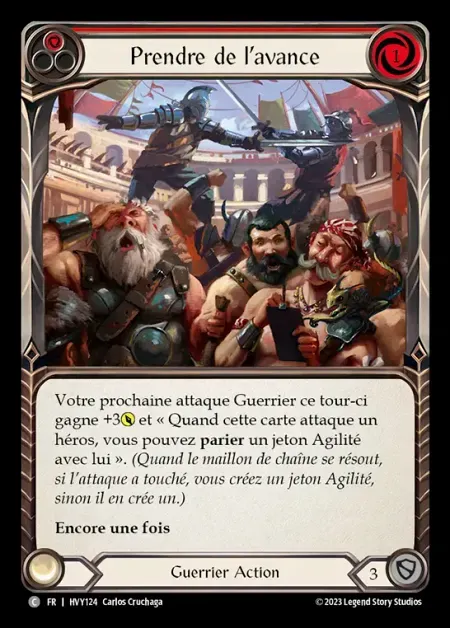 Prendre de l'avance
1
Votre prochaine attaque Guerrier ce tour-ci
gagne +3 et « Quand cette carte attaque un
héros, vous pouvez parier un jeton Agilité
avec lui ». (Quand le maillon de chaîne se résout,
si l'attaque a touché, vous créez un jeton Agilité,
sinon il en crée un.)
Encore une fois
Guerrier Action
3
C FR | HVY124 Carlos Cruchaga
© 2023 Legend Story Studios